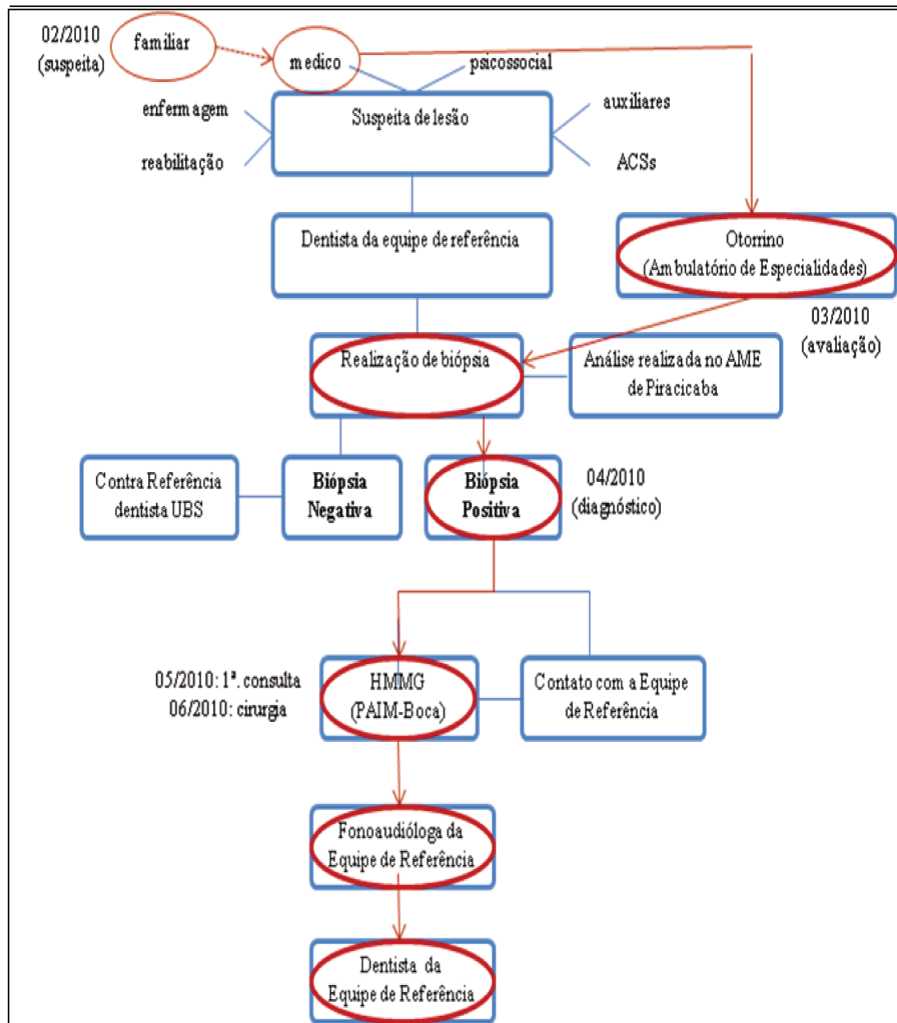 02/2010
(suspeita)
familiar
medico
psicossocial
enfermagem
auxiliares
Suspeita de lesão
reabilitação
ACSs
Dentista da equipe de referência
Otorrino
(Ambulatório de Especialidades)
03/2010
(avaliação)
Realização de biópsia
Análise realizada no AME
de Piracicaba
Contra Referência
dentista UBS
Biópsia
Negativa
Biópsia
Positiva
04/2010
(diagnóstico)
05/2010: 1ª. consulta
06/2010: cirurgia
HMMG
(PAIM-Boca)
Contato com a Equipe
de Referência
Fonoaudióloga da
Equipe de Referência
Dentista da
Equipe de Referência